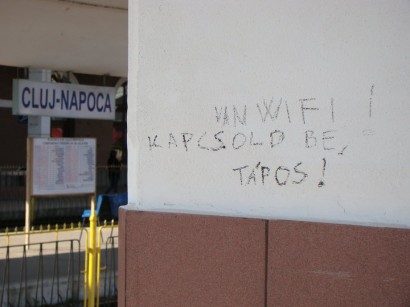 CLUJ-NAPOCA
VAN WIFI!
KAPCSOLD BE,
TÁPOS!